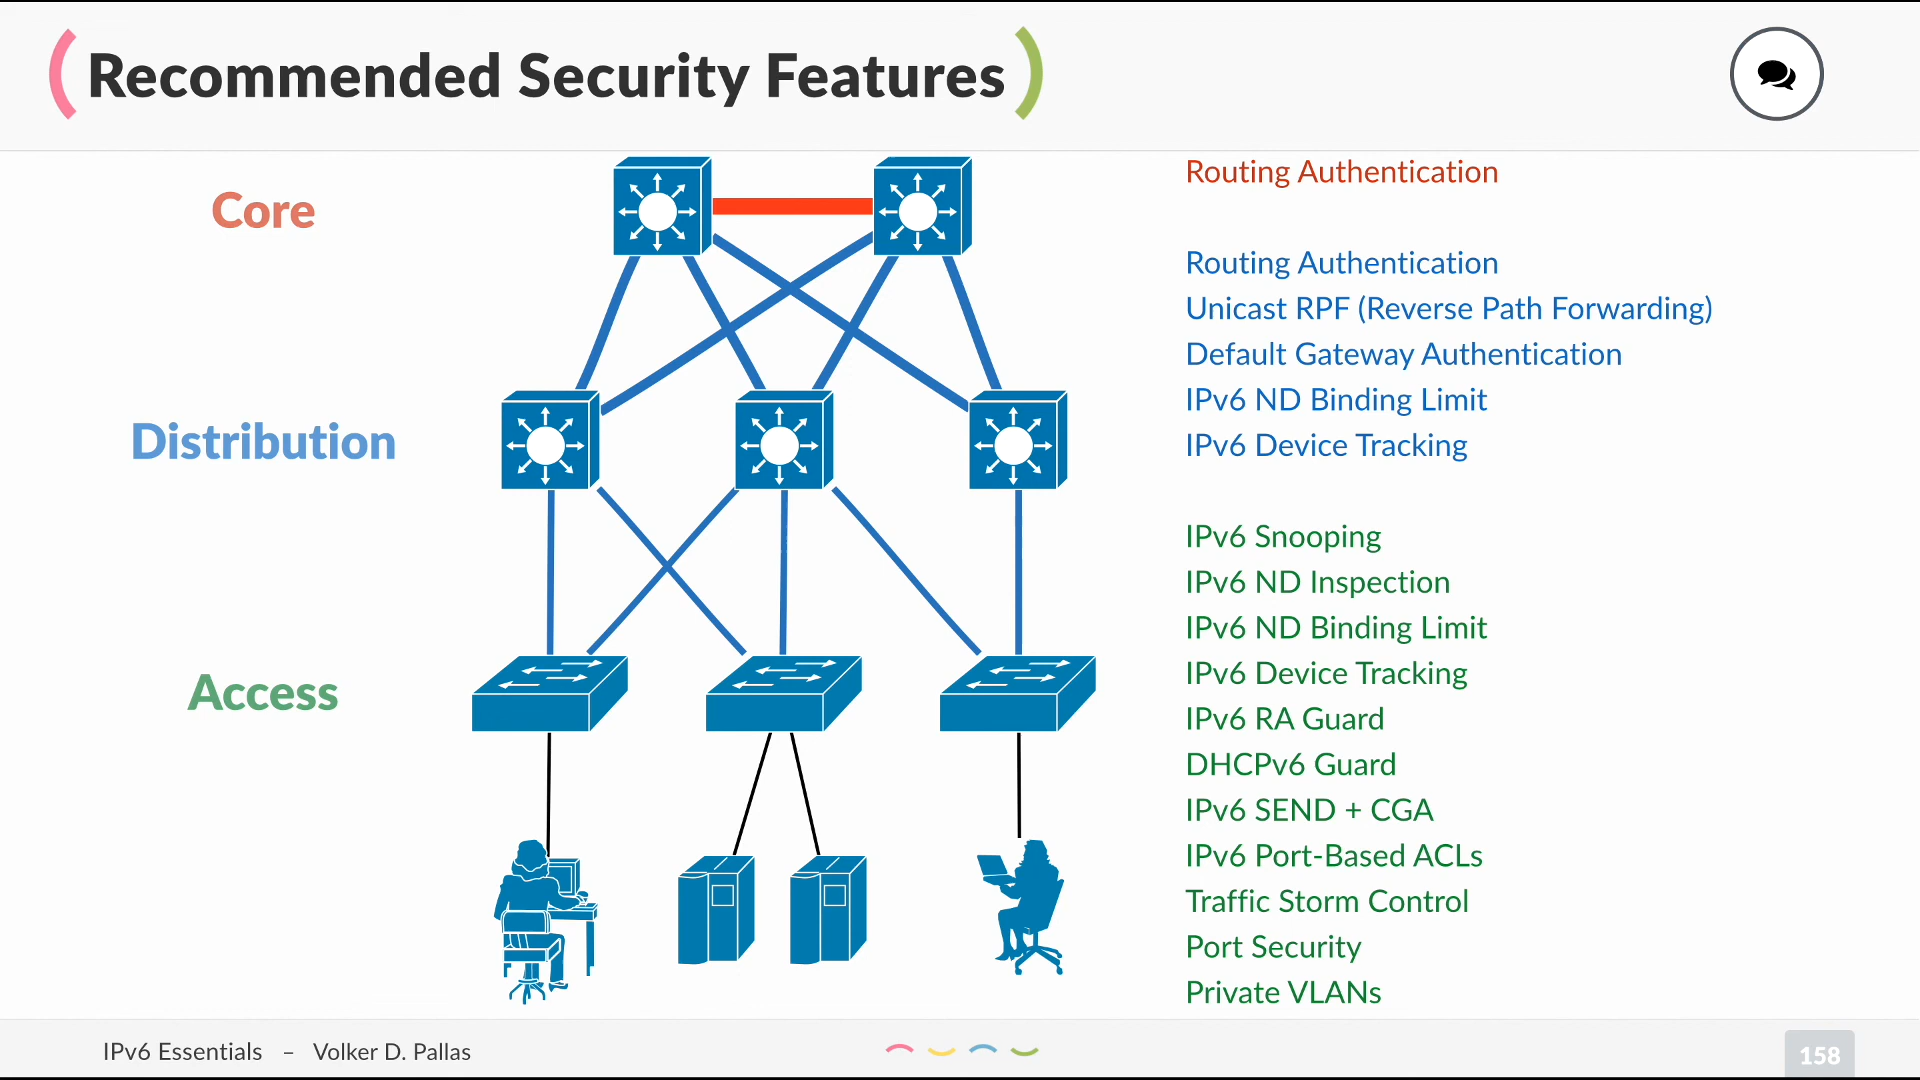 Recommended Security Features
Core
Routing Authentication
Distribution
Routing Authentication
Unicast RPF (Reverse Path Forwarding)
Default Gateway Authentication
IPv6 ND Binding Limit
IPv6 Device Tracking
Access
IPv6 Snooping
IPv6 ND Inspection
IPv6 ND Binding Limit
IPv6 Device Tracking
IPv6 RA Guard
DHCPv6 Guard
IPv6 SEND + CGA
IPv6 Port-Based ACLs
Traffic Storm Control
Port Security
Private VLANs
IPv6 Essentials – Volker D. Pallas
158